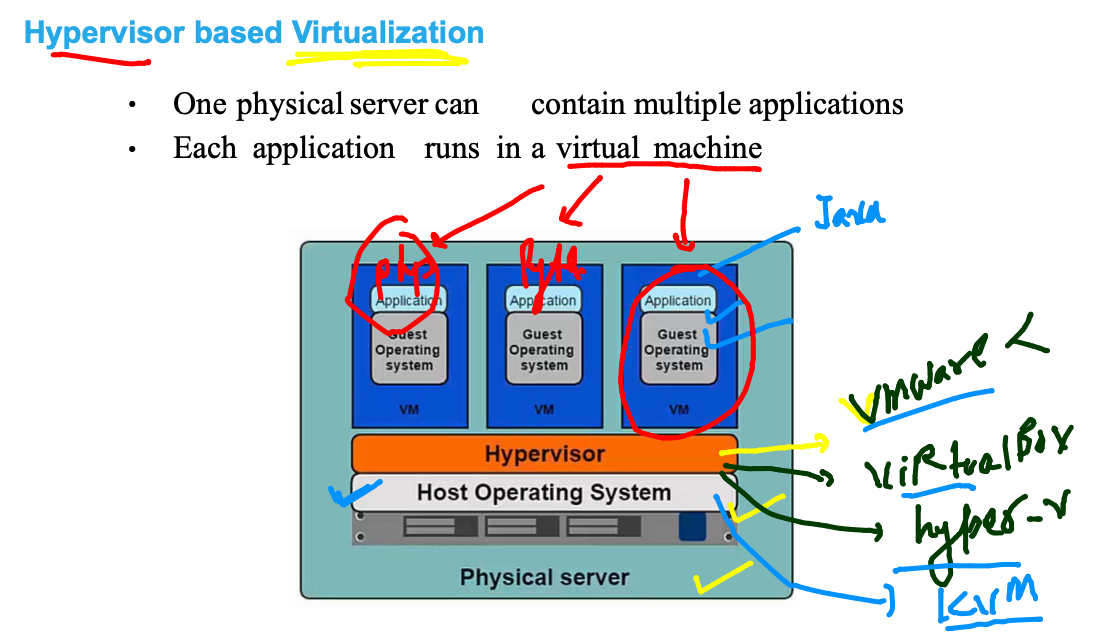 Hypervisor based Virtualization
• One physical server can contain multiple applications
• Each application runs in a virtual machine
Java
php
Application Application Application
Guest Operating system
Guest Operating system
Guest Operating system
VM VM VM
VMware
Hypervisor
VirtualBox
Host Operating System
hyper-v
Physical server
KVM